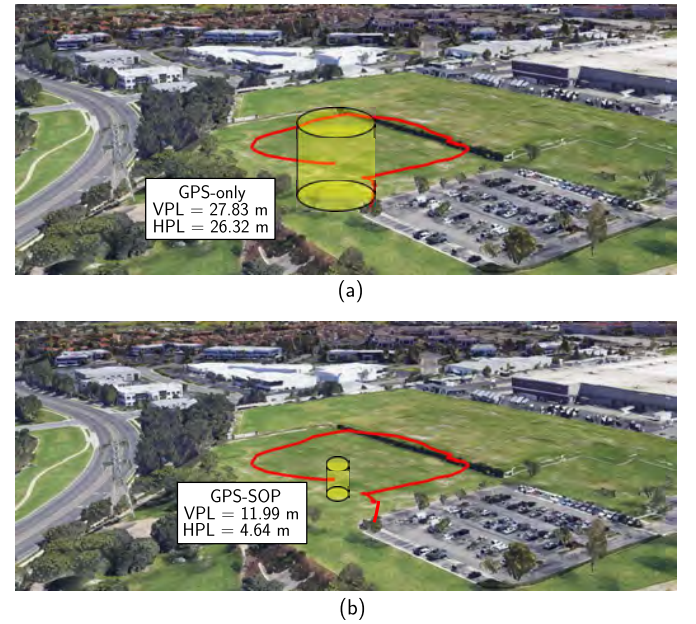 GPS-only
VPL = 27.83 m
HPL = 26.32 m
(a)
GPS-SOP
VPL = 11.99 m
HPL = 4.64 m
(b)